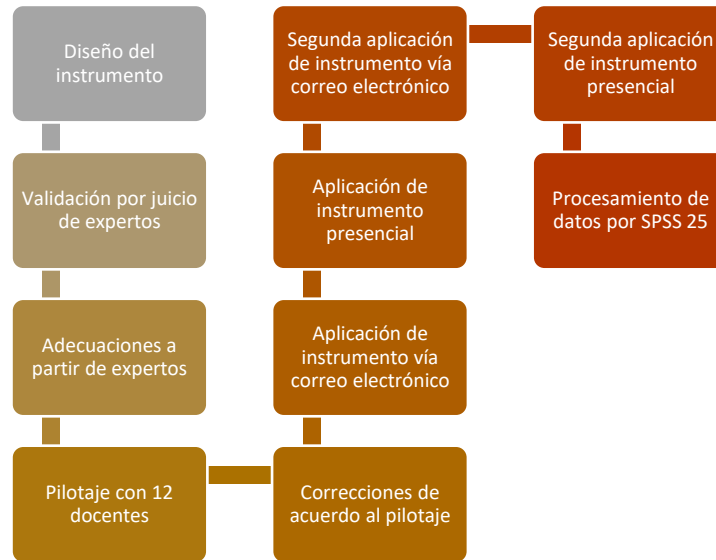 Diseño del
instrumento
Validación por juicio
de expertos
Adecuaciones a
partir de expertos
Pilotaje con 12
docentes
Correcciones de
acuerdo al pilotaje
Aplicación de
instrumento vía
correo electrónico
Aplicación de
instrumento
presencial
Segunda aplicación
de instrumento vía
correo electrónico
Segunda aplicación
de instrumento
presencial
Procesamiento de
datos por SPSS 25